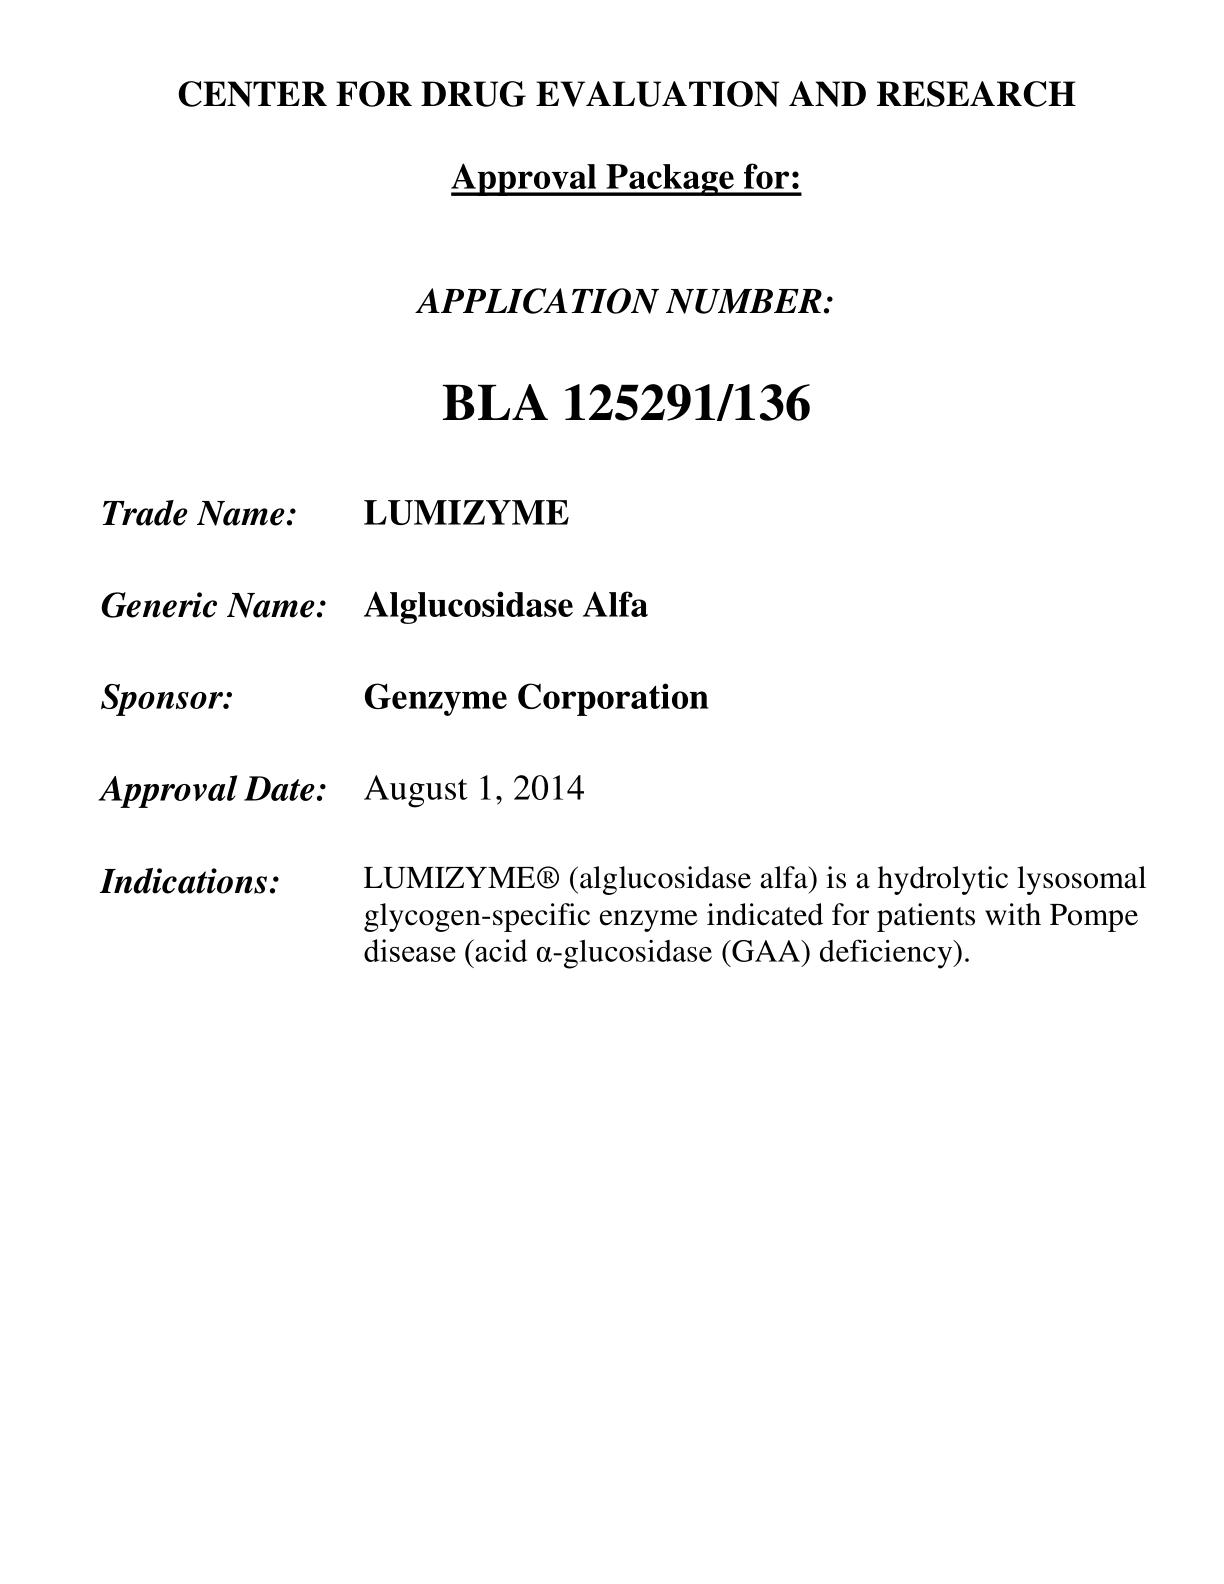 CENTER FOR DRUG EVALUATION AND RESEARCH
Approval Package for:
APPLICATION NUMBER:
BLA 125291/136
Trade Name: LUMIZYME
Generic Name: Alglucosidase Alfa
Sponsor: Genzyme Corporation
Approval Date: August 1, 2014
Indications: LUMIZYME® (alglucosidase alfa) is a hydrolytic lysosomal
glycogen-specific enzyme indicated for patients with Pompe
disease (acid α-glucosidase (GAA) deficiency).